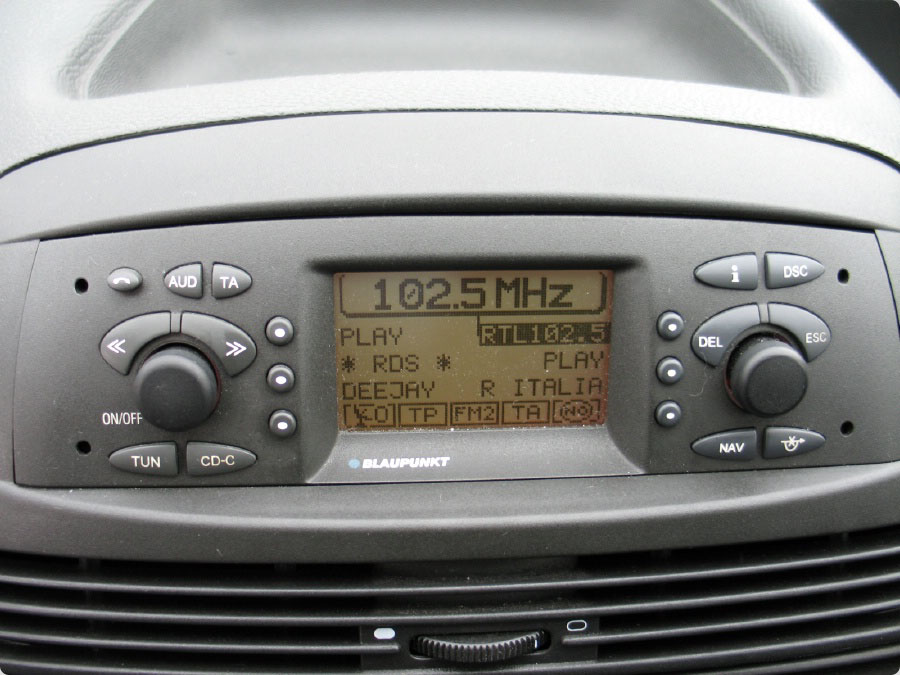 AUD TA
i DSC
102.5 MHz
PLAY RTL102.5
* RDS * PLAY
DEEJAY R ITALIA
TP FM2 TA
DEL ESC
ON/OFF
TUN CD-C
NAV
BLAUPUNKT